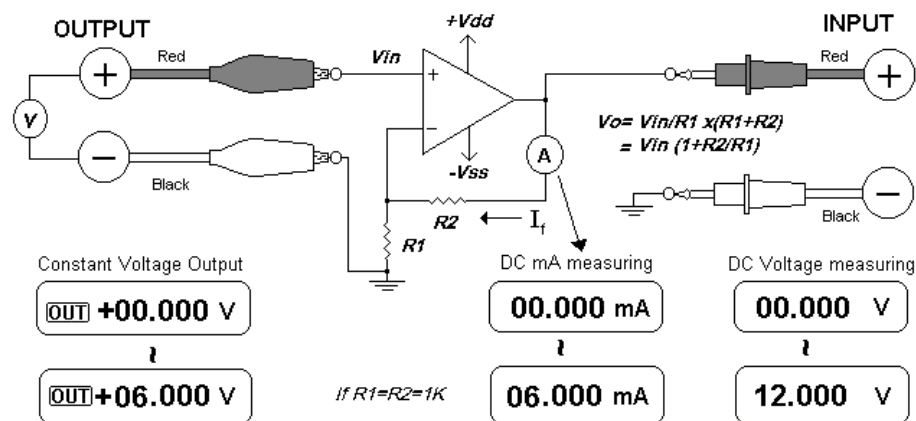 OUTPUT
+Vdd
INPUT
Red
Vin
Red
+
+
+
V
−
Vo= Vin/R1 x(R1+R2)
= Vin (1+R2/R1)
−
-Vss
A
−
Black
R2
If
Black
R1
Constant Voltage Output
DC mA measuring
DC Voltage measuring
OUT +00.000 V
00.000 mA
00.000 V
~
~
~
OUT +06.000 V
If R1=R2=1K
06.000 mA
12.000 V